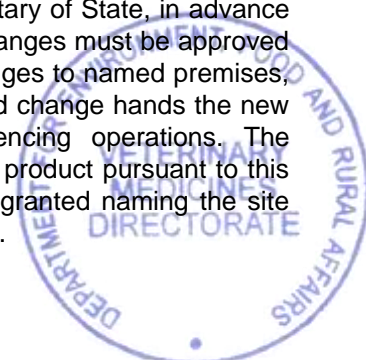 tary of State, in advance
anges must be approved
ges to named premises,
d change hands the new
encing operations. The
product pursuant to this
granted naming the site
.
DEPARTMENT FOR ENVIRONMENT, FOOD AND RURAL AFFAIRS
VETERINARY
MEDICINES
DIRECTORATE